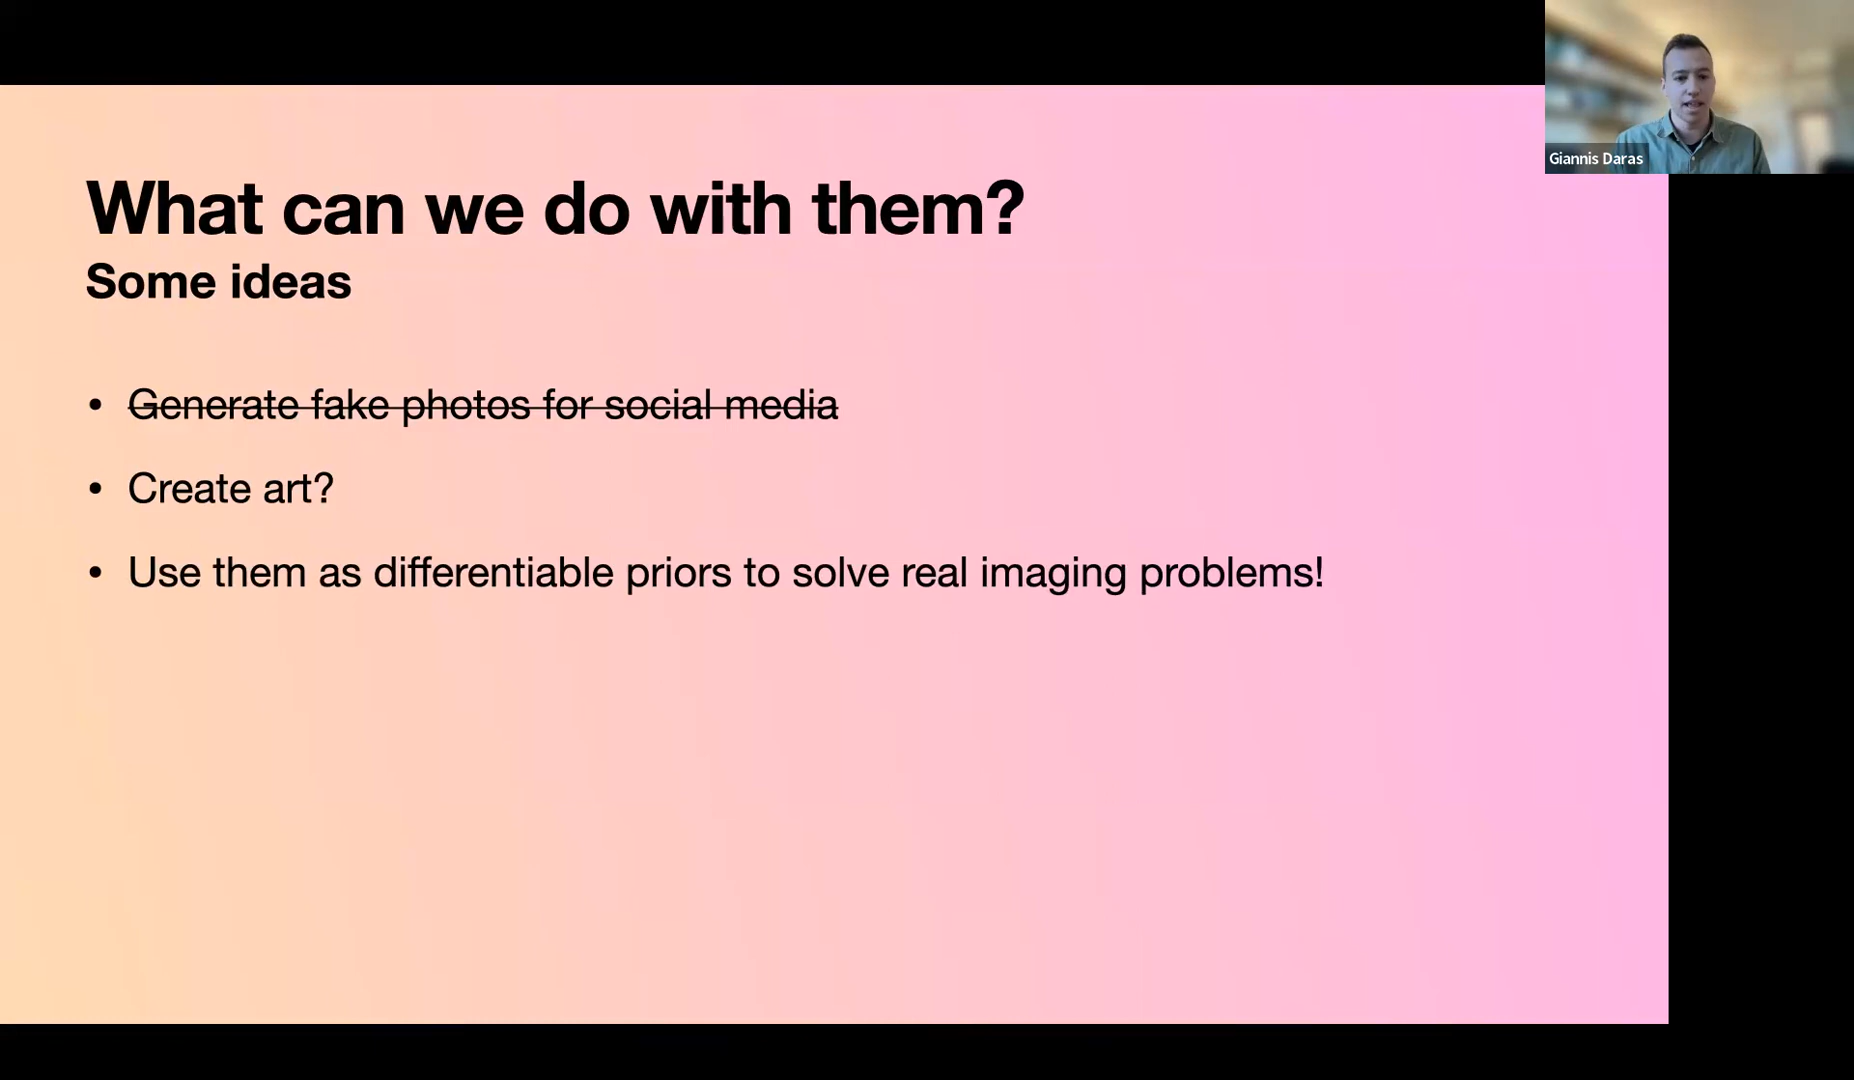 Giannis Daras
What can we do with them?
Some ideas
• Generate fake photos for social media
• Create art?
• Use them as differentiable priors to solve real imaging problems!